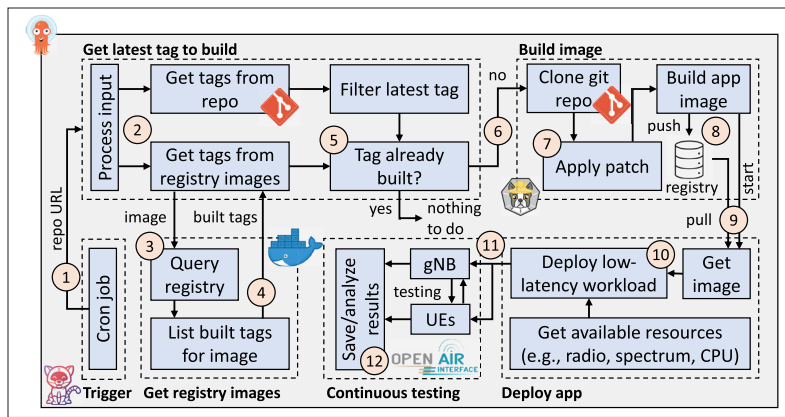 Get latest tag to build
Build image
Process input
2
Get tags from
repo
Filter latest tag
no
Clone git
repo
Build app
image
5
6
7
push
8
Get tags from
registry images
Tag already
built?
Apply patch
registry
start
repo URL
image
built tags
yes
nothing
to do
pull
9
1
Cron job
3
Query
registry
4
List built tags
for image
Save/analyze
results
12
gNB
testing
UEs
11
OPEN AIR
INTERFACE
Deploy low-
latency workload
10
Get
image
Get available resources
(e.g., radio, spectrum, CPU)
Trigger
Get registry images
Continuous testing
Deploy app